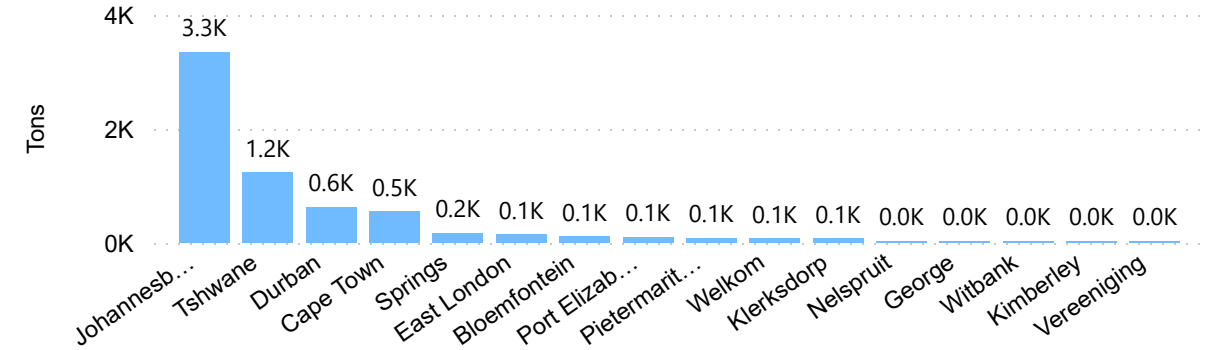 4K
2K
0K
Tons
3.3K
1.2K
0.6K
0.5K
0.2K
0.1K
0.1K
0.1K
0.1K
0.1K
0.1K
0.0K
0.0K
0.0K
0.0K
0.0K
Johannesb…
Tshwane
Durban
Cape Town
Springs
East London
Bloemfontein
Port Elizab…
Pietermarit…
Welkom
Klerksdorp
Nelspruit
George
Witbank
Kimberley
Vereeniging